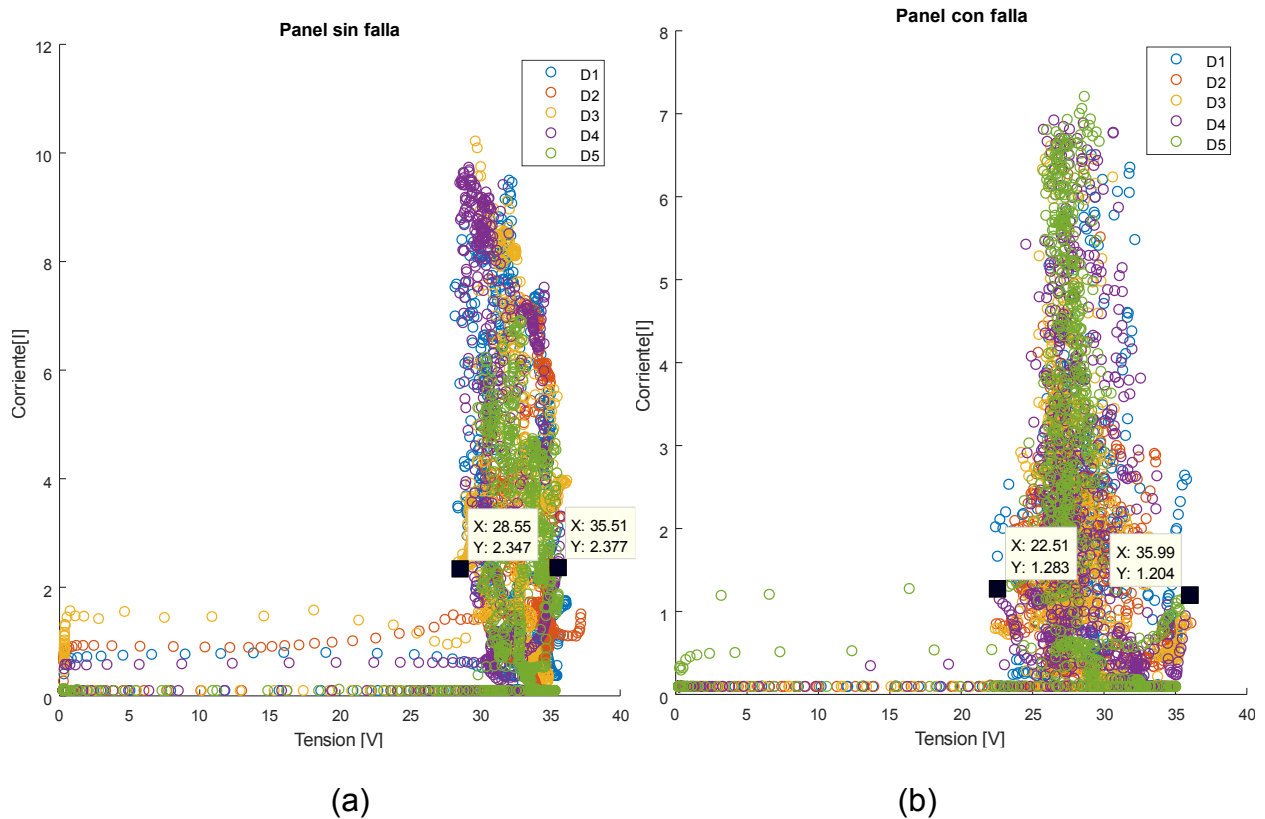 Panel sin falla
12
10
8
6
4
2
0
0
5
10
15
20
25
30
35
40
Corriente[I]
Tension [V]
D1
D2
D3
D4
D5
X: 28.55
Y: 2.347
X: 35.51
Y: 2.377
(a)
Panel con falla
8
7
6
5
4
3
2
1
0
0
5
10
15
20
25
30
35
40
Corriente[I]
Tension [V]
D1
D2
D3
D4
D5
X: 22.51
Y: 1.283
X: 35.99
Y: 1.204
(b)